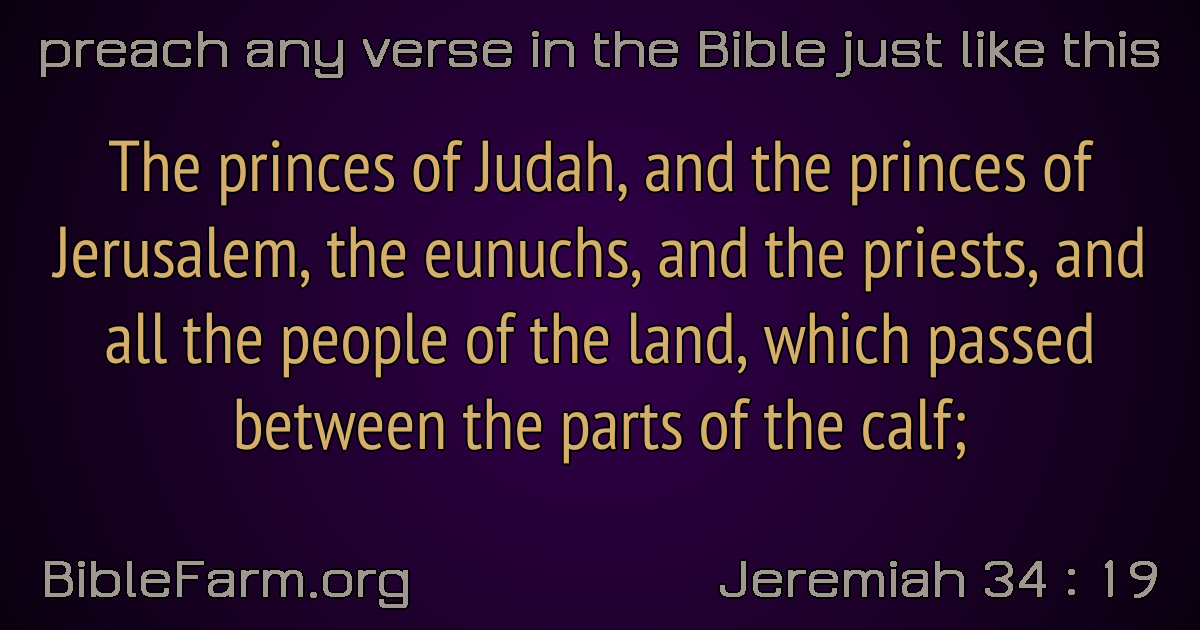 preach any verse in the Bible just like this
The princes of Judah, and the princes of
Jerusalem, the eunuchs, and the priests, and
all the people of the land, which passed
between the parts of the calf;
BibleFarm.org
Jeremiah 34 : 19